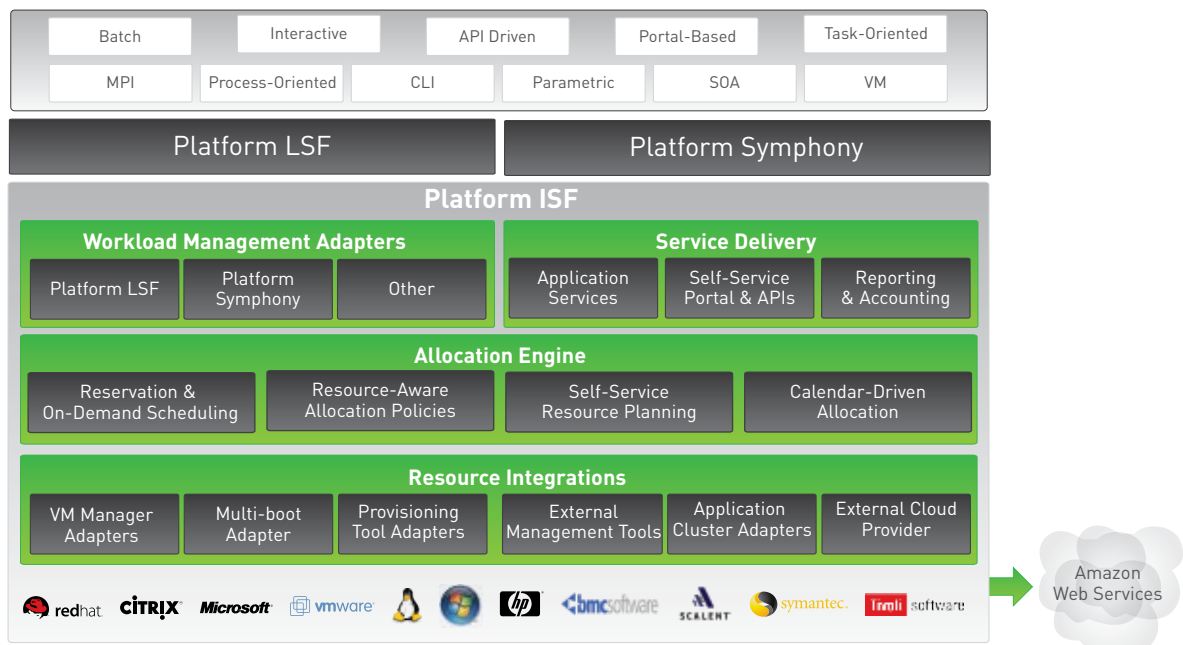 Batch
Interactive
API Driven
Portal-Based
Task-Oriented
MPI
Process-Oriented
CLI
Parametric
SOA
VM
Platform LSF
Platform Symphony
Platform ISF
Workload Management Adapters
Platform LSF
Platform
Symphony
Other
Service Delivery
Application
Services
Self-Service
Portal & APIs
Reporting
& Accounting
Allocation Engine
Reservation &
On-Demand Scheduling
Resource-Aware
Allocation Policies
Self-Service
Resource Planning
Calendar-Driven
Allocation
Resource Integrations
VM Manager
Adapters
Multi-boot
Adapter
Provisioning
Tool Adapters
External
Management Tools
Application
Cluster Adapters
External Cloud
Provider
redhat.
CITRIX
Microsoft
vmware
hp
bmcsoftware
SCALENT
symantec.
Tivoli software
Amazon
Web Services